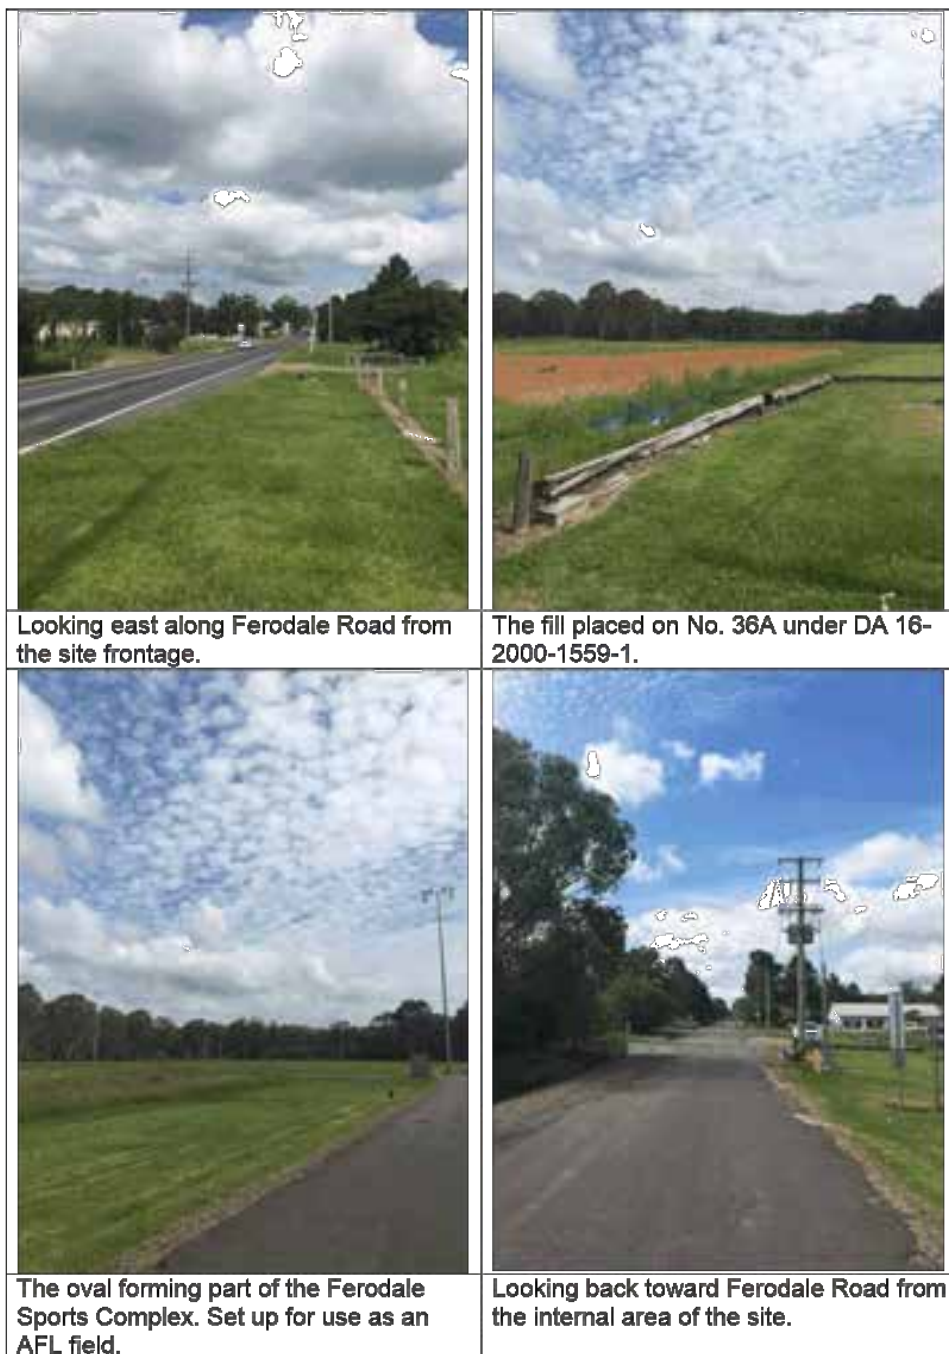 Looking east along Ferodale Road from
the site frontage.
The fill placed on No. 36A under DA 16-
2000-1559-1.
The oval forming part of the Ferodale
Sports Complex. Set up for use as an
AFL field.
Looking back toward Ferodale Road from
the internal area of the site.